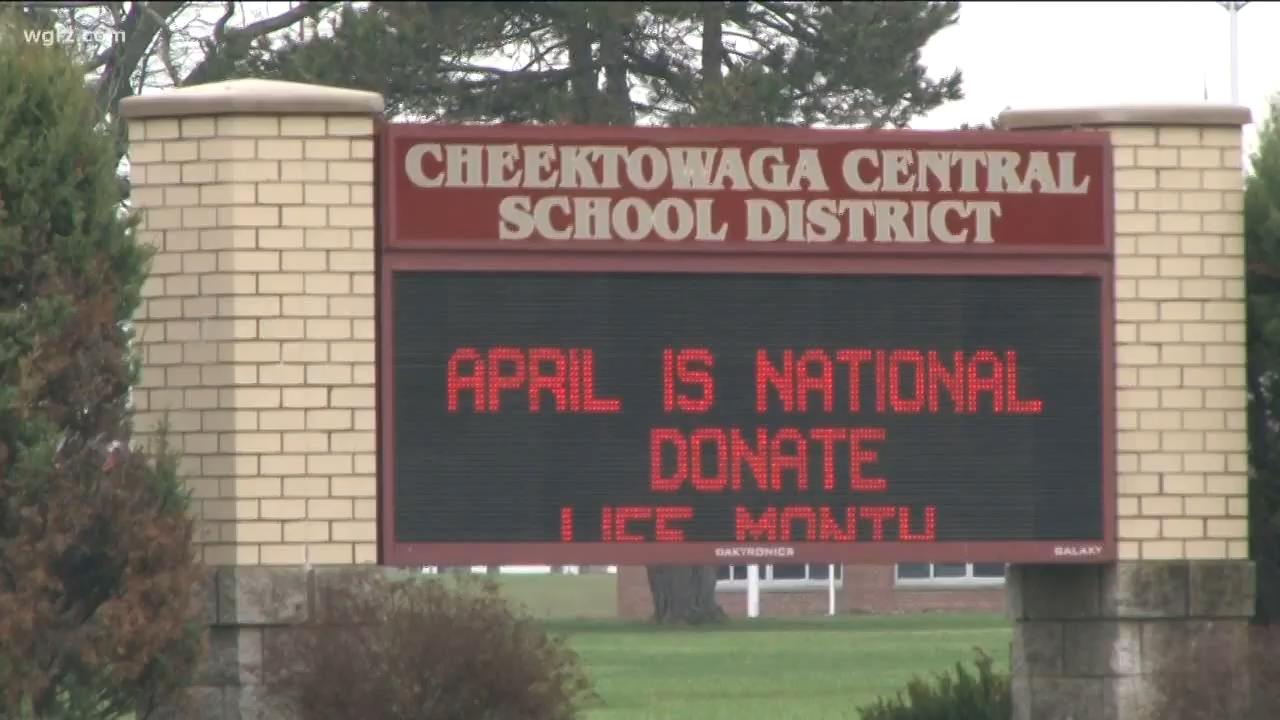 wgrz.com
CHEEKTOWAGA CENTRAL
SCHOOL DISTRICT
APRIL IS NATIONAL
DONATE
LIFE MONTH
DAKTRONICS
GALAXY